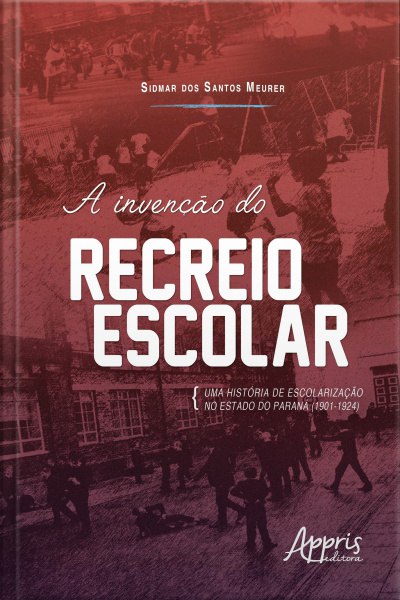 Sidmar dos Santos Meurer
A invenção do
RECREIO
ESCOLAR
{ UMA HISTÓRIA DE ESCOLARIZAÇÃO
NO ESTADO DO PARANÁ (1901-1924)
Appris
editora